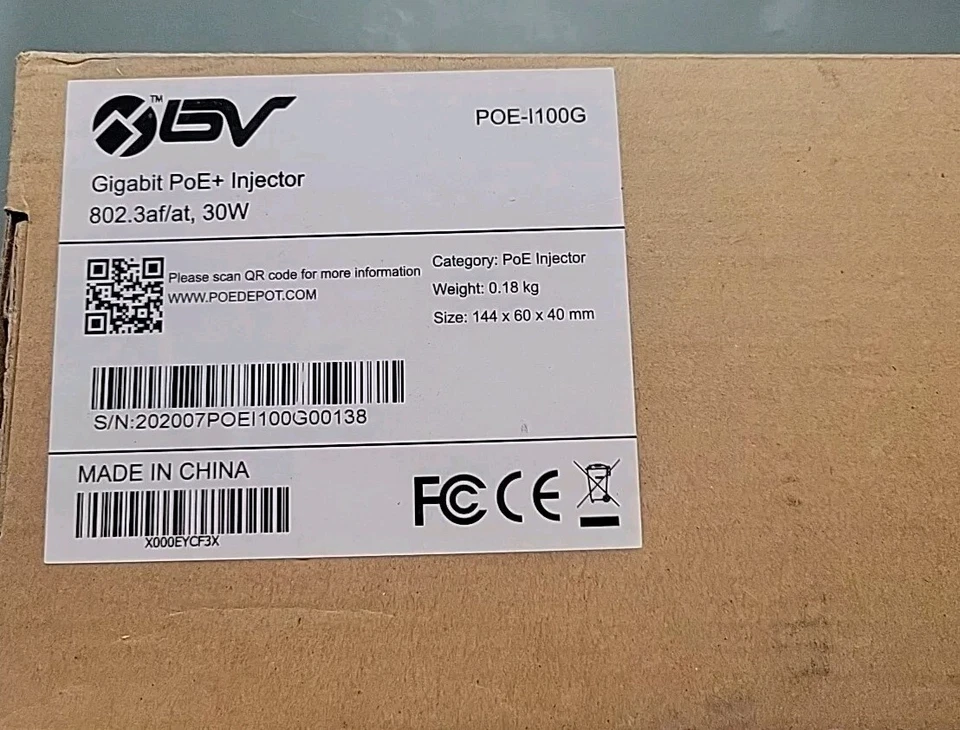 ™ BV
POE-I100G
Gigabit PoE+ Injector
802.3af/at, 30W
Please scan QR code for more information
WWW.POEDEPOT.COM
Category: PoE Injector
Weight: 0.18 kg
Size: 144 x 60 x 40 mm
S/N:202007POEI100G00138
MADE IN CHINA
X000EYCF3X
FC CE